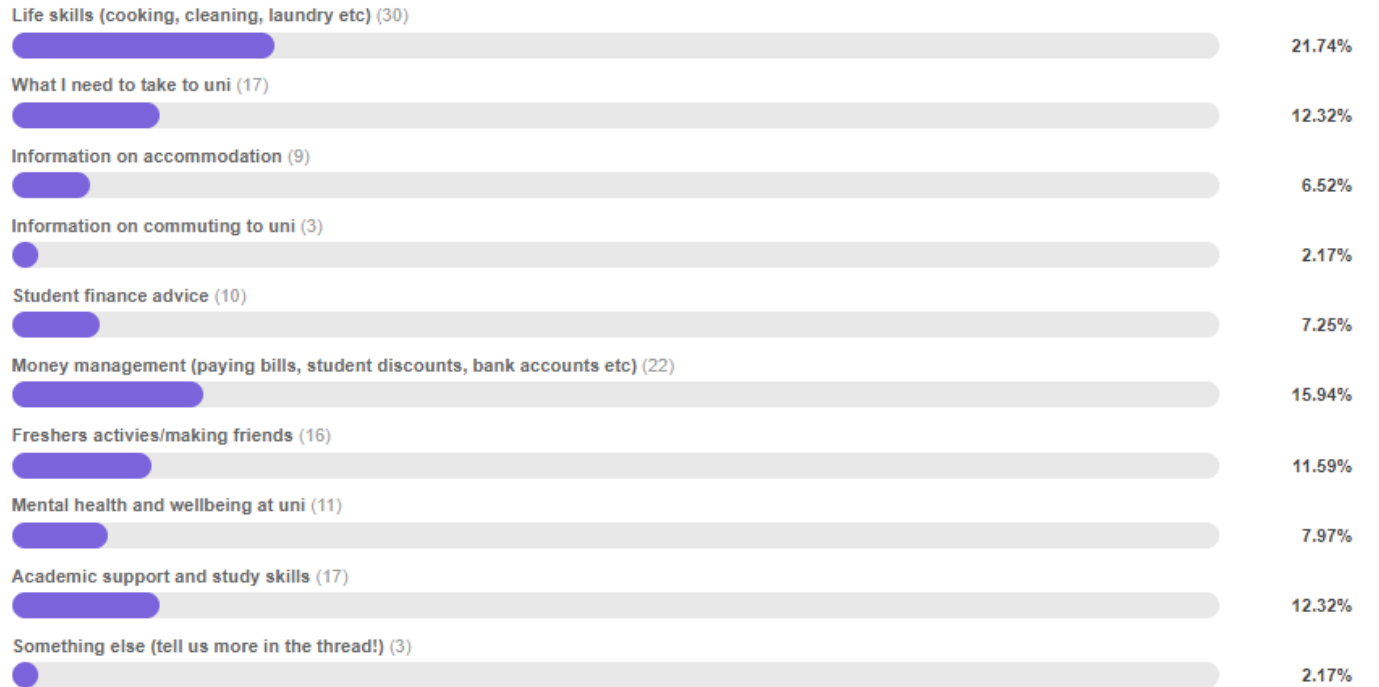 Life skills (cooking, cleaning, laundry etc) (30)
21.74%
What I need to take to uni (17)
12.32%
Information on accommodation (9)
6.52%
Information on commuting to uni (3)
2.17%
Student finance advice (10)
7.25%
Money management (paying bills, student discounts, bank accounts etc) (22)
15.94%
Freshers activies/making friends (16)
11.59%
Mental health and wellbeing at uni (11)
7.97%
Academic support and study skills (17)
12.32%
Something else (tell us more in the thread!) (3)
2.17%